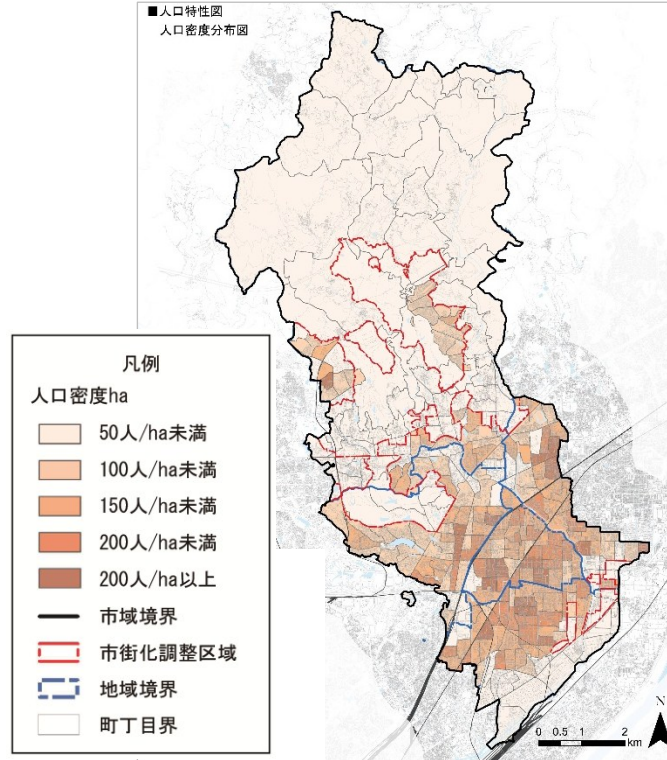 ■人口特性図
人口密度分布図
凡例
人口密度ha
50人/ha未満
100人/ha未満
150人/ha未満
200人/ha未満
200人/ha以上
市域境界
市街化調整区域
地域境界
町丁目界
N
0 0.5 1 2
km